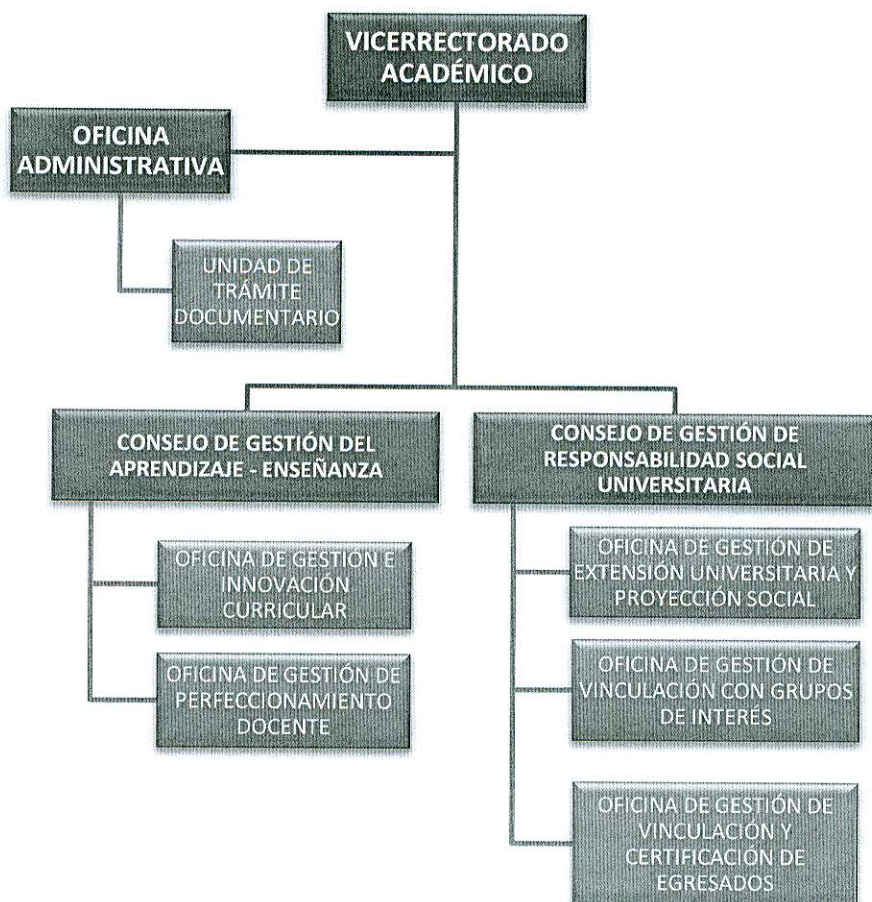 VICERRECTORADO
ACADÉMICO
OFICINA
ADMINISTRATIVA
UNIDAD DE
TRÁMITE
DOCUMENTARIO
CONSEJO DE GESTIÓN DEL
APRENDIZAJE - ENSEÑANZA
OFICINA DE GESTIÓN E
INNOVACIÓN
CURRICULAR
OFICINA DE GESTIÓN DE
PERFECCIONAMIENTO
DOCENTE
CONSEJO DE GESTIÓN DE
RESPONSABILIDAD SOCIAL
UNIVERSITARIA
OFICINA DE GESTIÓN DE
EXTENSIÓN UNIVERSITARIA Y
PROYECCIÓN SOCIAL
OFICINA DE GESTIÓN DE
VINCULACIÓN CON GRUPOS
DE INTERÉS
OFICINA DE GESTIÓN DE
VINCULACIÓN Y
CERTIFICACIÓN DE
EGRESADOS